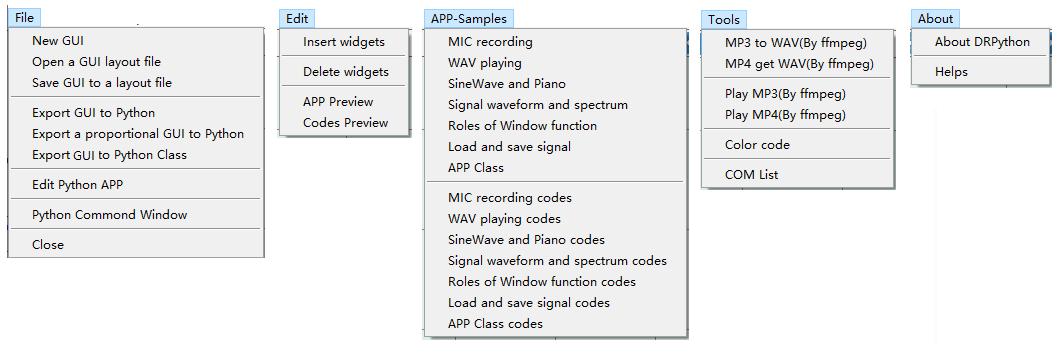 File
New GUI
Open a GUI layout file
Save GUI to a layout file
Export GUI to Python
Export a proportional GUI to Python
Export GUI to Python Class
Edit Python APP
Python Commond Window
Close
Edit
Insert widgets
Delete widgets
APP Preview
Codes Preview
APP-Samples
MIC recording
WAV playing
SineWave and Piano
Signal waveform and spectrum
Roles of Window function
Load and save signal
APP Class
MIC recording codes
WAV playing codes
SineWave and Piano codes
Signal waveform and spectrum codes
Roles of Window function codes
Load and save signal codes
APP Class codes
Tools
MP3 to WAV(By ffmpeg)
MP4 get WAV(By ffmpeg)
Play MP3(By ffmpeg)
Play MP4(By ffmpeg)
Color code
COM List
About
About DRPython
Helps